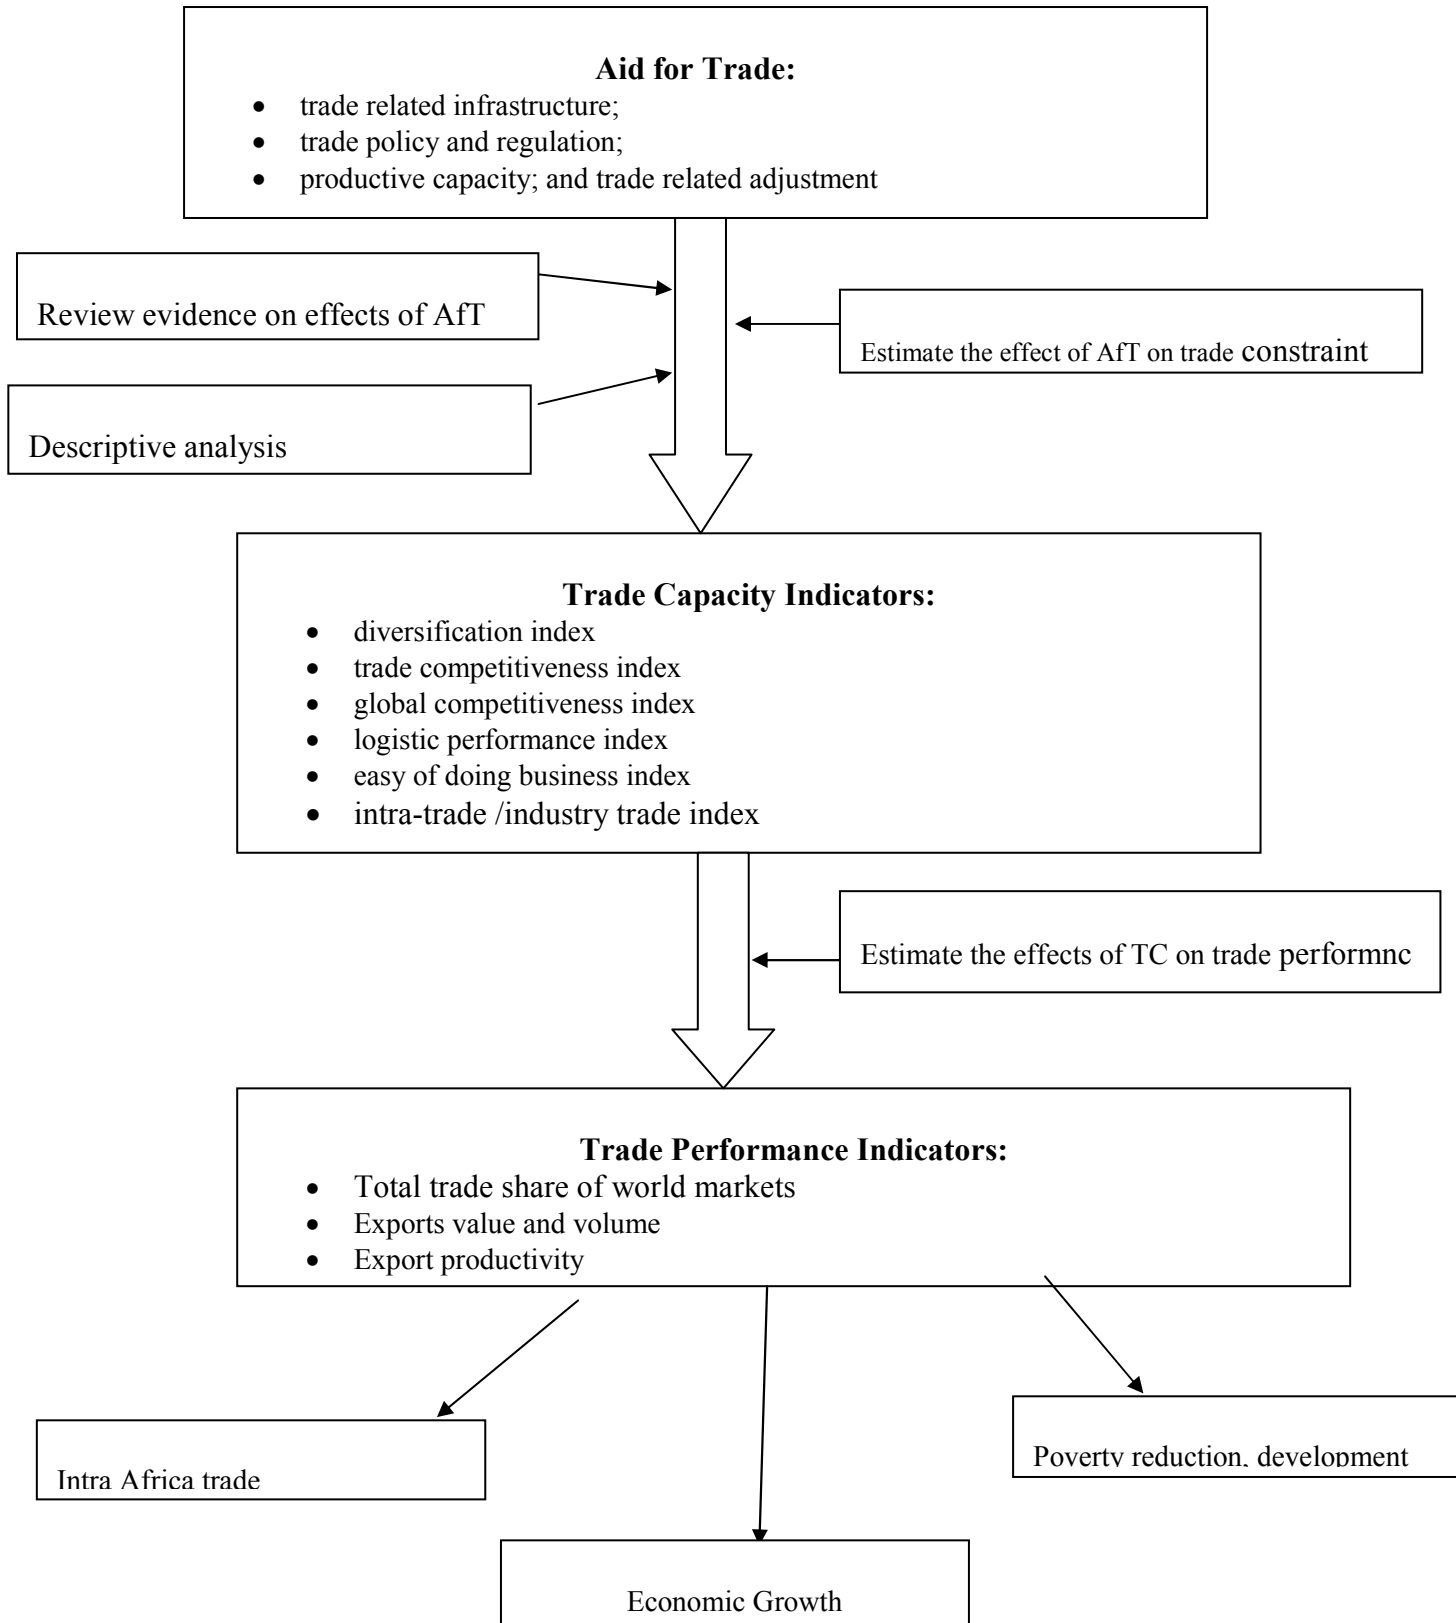 Aid for Trade:
• trade related infrastructure;
• trade policy and regulation;
• productive capacity; and trade related adjustment
Review evidence on effects of AfT
Estimate the effect of AfT on trade constraint
Descriptive analysis
Trade Capacity Indicators:
• diversification index
• trade competitiveness index
• global competitiveness index
• logistic performance index
• easy of doing business index
• intra-trade /industry trade index
Estimate the effects of TC on trade performnc
Trade Performance Indicators:
• Total trade share of world markets
• Exports value and volume
• Export productivity
Intra Africa trade
Poverty reduction, development
Economic Growth